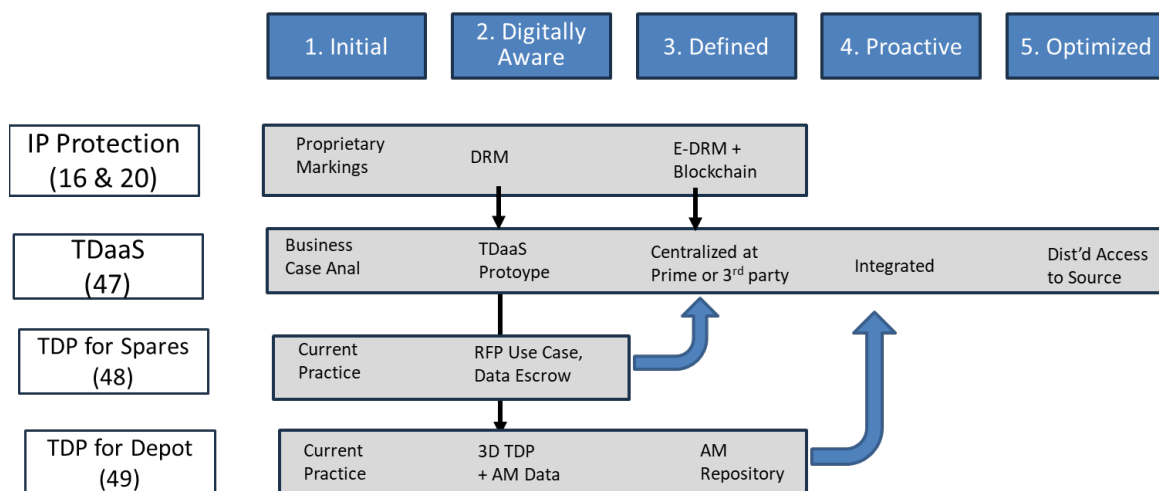 1. Initial
2. Digitally
Aware
3. Defined
4. Proactive
5. Optimized
IP Protection
(16 & 20)
Proprietary
Markings
DRM
E-DRM +
Blockchain
TDaaS
(47)
Business
Case Anal
TDaaS
Protoype
Centralized at
Prime or 3rd party
Integrated
Dist'd Access
to Source
TDP for Spares
(48)
Current
Practice
RFP Use Case,
Data Escrow
TDP for Depot
(49)
Current
Practice
3D TDP
+ AM Data
AM
Repository